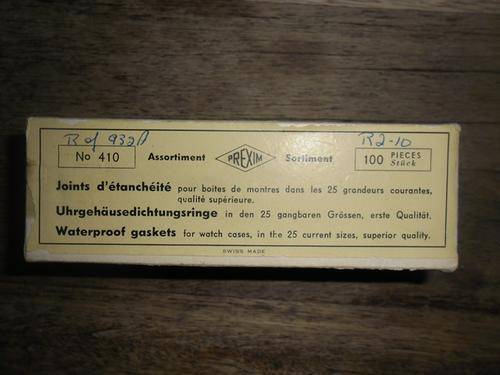 Ref 932A R2-10
No 410 Assortiment PREXIM Sortiment 100 PIECES Stück
Joints d'étanchéité pour boites de montres dans les 25 grandeurs courantes,
qualité supérieure.
Uhrgehäusedichtungsringe in den 25 gangbaren Grössen, erste Qualität.
Waterproof gaskets for watch cases, in the 25 current sizes, superior quality.
SWISS MADE